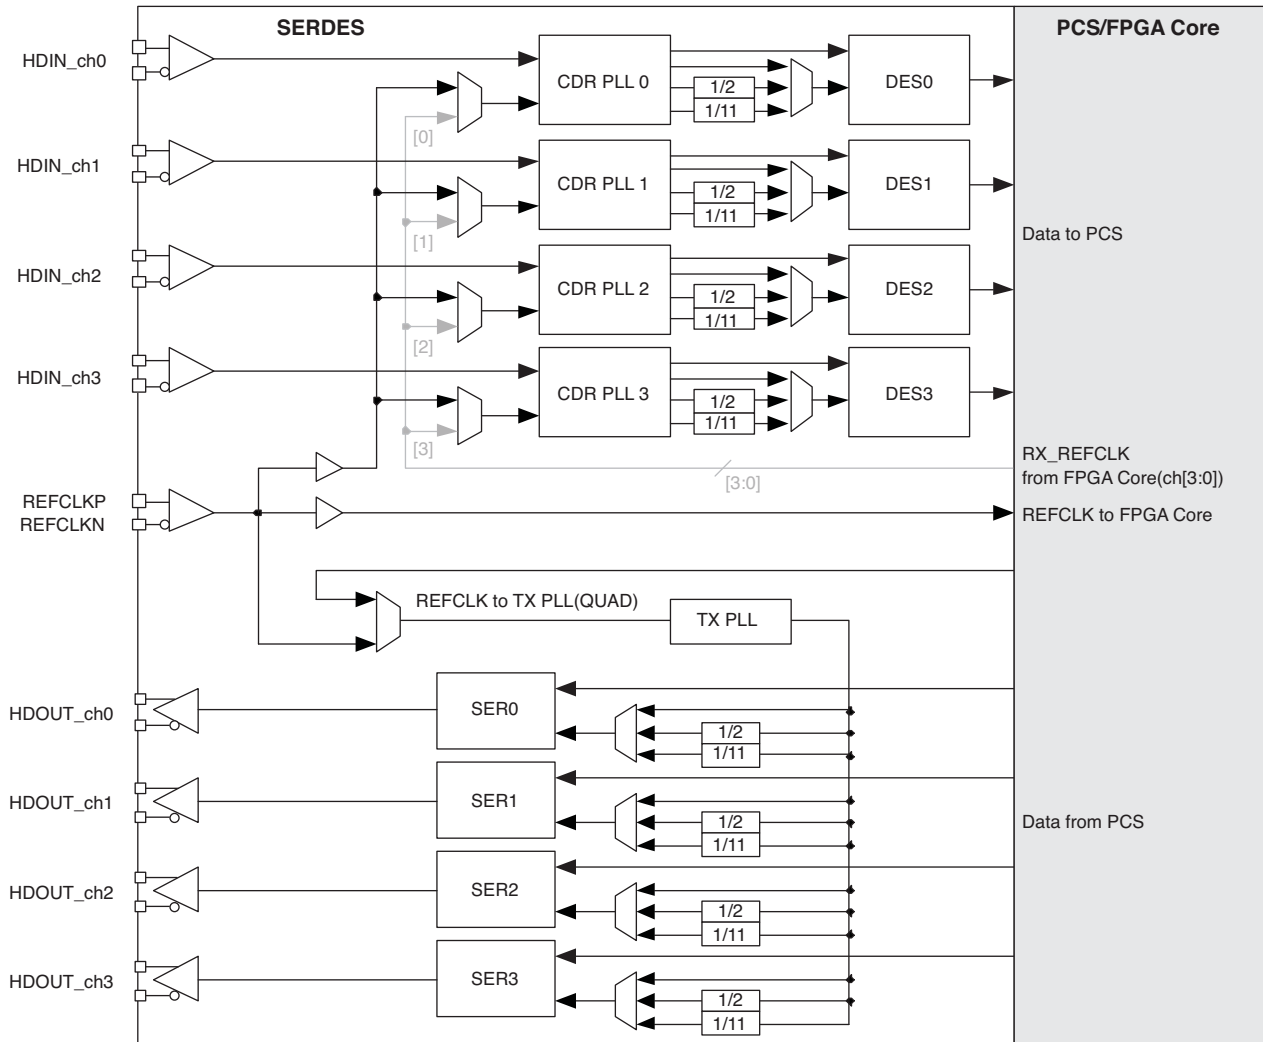 SERDES
PCS/FPGA Core
HDIN_ch0
CDR PLL 0
1/2
1/11
DES0
[0]
HDIN_ch1
CDR PLL 1
1/2
1/11
DES1
[1]
Data to PCS
HDIN_ch2
CDR PLL 2
1/2
1/11
DES2
[2]
HDIN_ch3
CDR PLL 3
1/2
1/11
DES3
[3]
[3:0]
RX_REFCLK
from FPGA Core(ch[3:0])
REFCLKP
REFCLKN
REFCLK to FPGA Core
REFCLK to TX PLL(QUAD)
TX PLL
HDOUT_ch0
SER0
1/2
1/11
HDOUT_ch1
SER1
1/2
1/11
Data from PCS
HDOUT_ch2
SER2
1/2
1/11
HDOUT_ch3
SER3
1/2
1/11